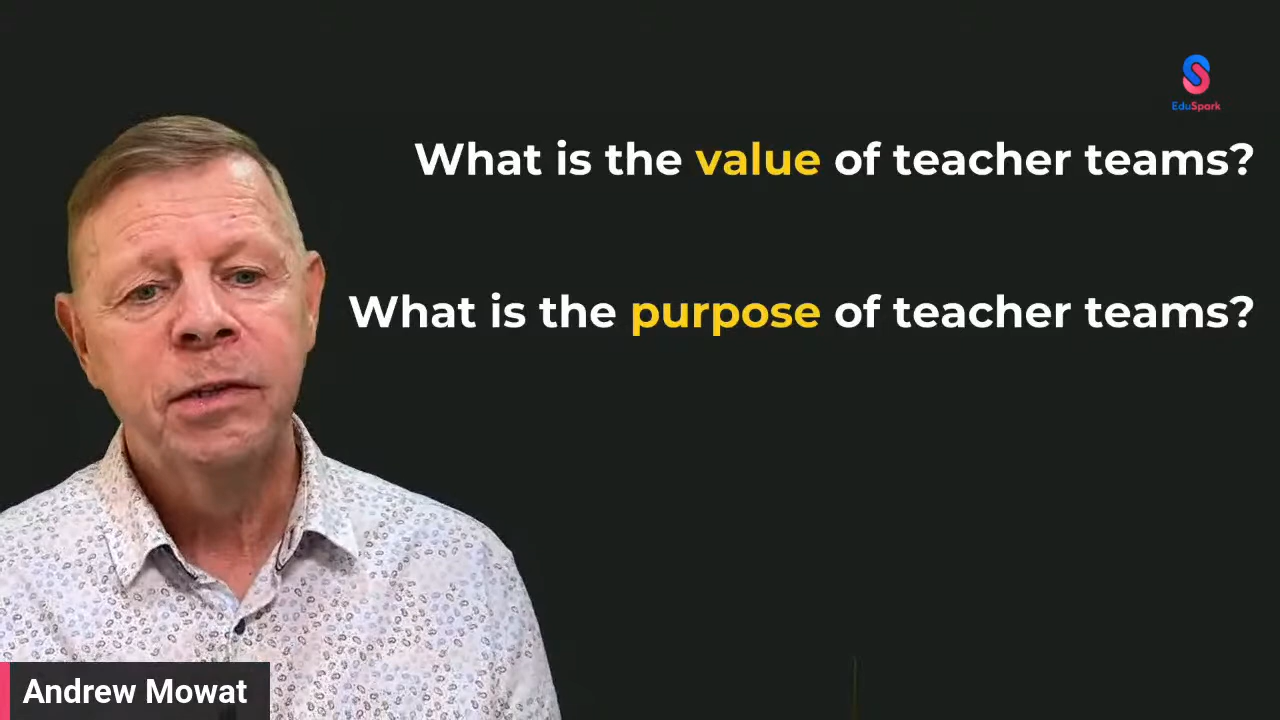 EduSpark
What is the value of teacher teams?
What is the purpose of teacher teams?
Andrew Mowat